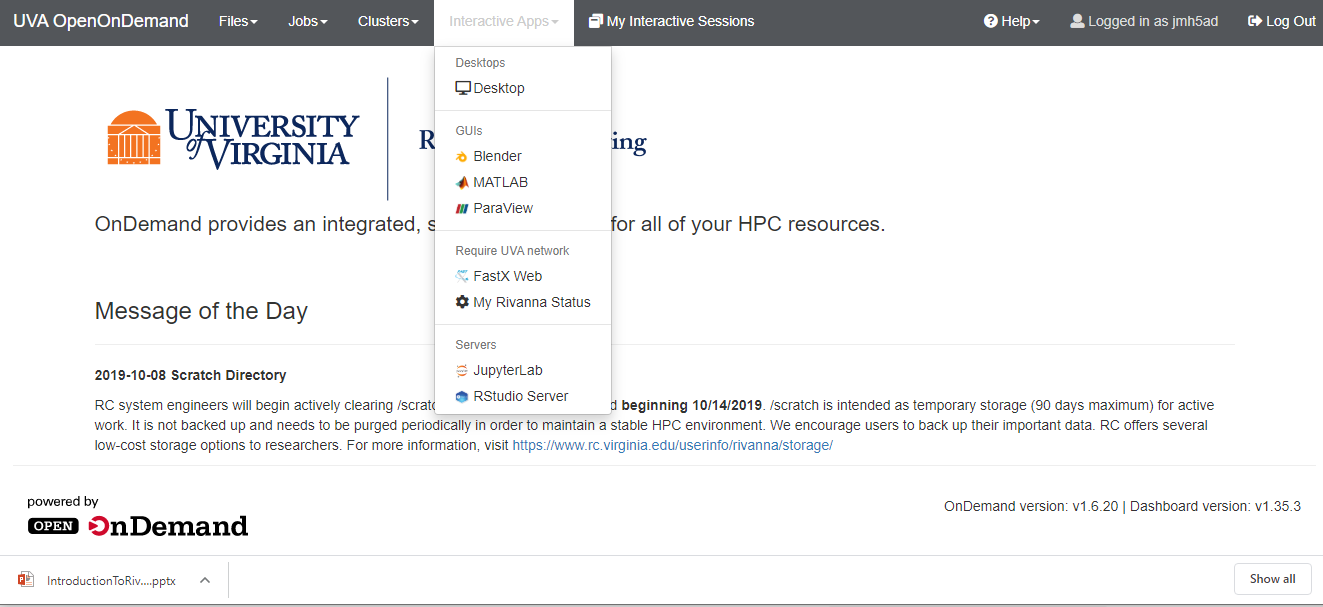 UVA OpenOnDemand Files Jobs Clusters Interactive Apps My Interactive Sessions Help Logged in as jmh5ad Log Out
Desktops
Desktop
GUIs
Blender
MATLAB
ParaView
Require UVA network
FastX Web
My Rivanna Status
Servers
JupyterLab
RStudio Server
UNIVERSITY
of VIRGINIA
R ing
OnDemand provides an integrated, s for all of your HPC resources.
Message of the Day
2019-10-08 Scratch Directory
RC system engineers will begin actively clearing /scratc d beginning 10/14/2019. /scratch is intended as temporary storage (90 days maximum) for active
work. It is not backed up and needs to be purged periodically in order to maintain a stable HPC environment. We encourage users to back up their important data. RC offers several
low-cost storage options to researchers. For more information, visit https://www.rc.virginia.edu/userinfo/rivanna/storage/
powered by
OPEN OnDemand
OnDemand version: v1.6.20 | Dashboard version: v1.35.3
IntroductionToRiv....pptx
Show all